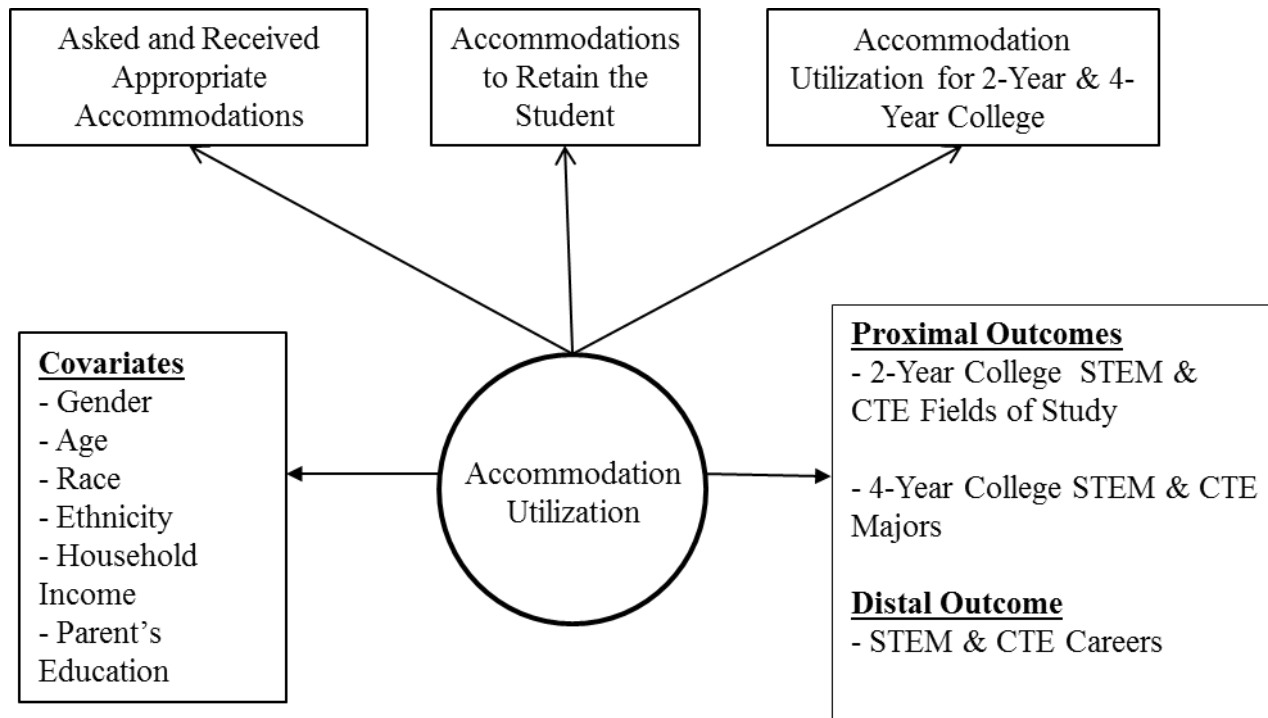 Asked and Received
Appropriate
Accommodations
Accommodations
to Retain the
Student
Accommodation
Utilization for 2-Year & 4-
Year College
Covariates
- Gender
- Age
- Race
- Ethnicity
- Household
Income
- Parent's
Education
Accommodation
Utilization
Proximal Outcomes
- 2-Year College STEM &
CTE Fields of Study
- 4-Year College STEM & CTE
Majors
Distal Outcome
- STEM & CTE Careers